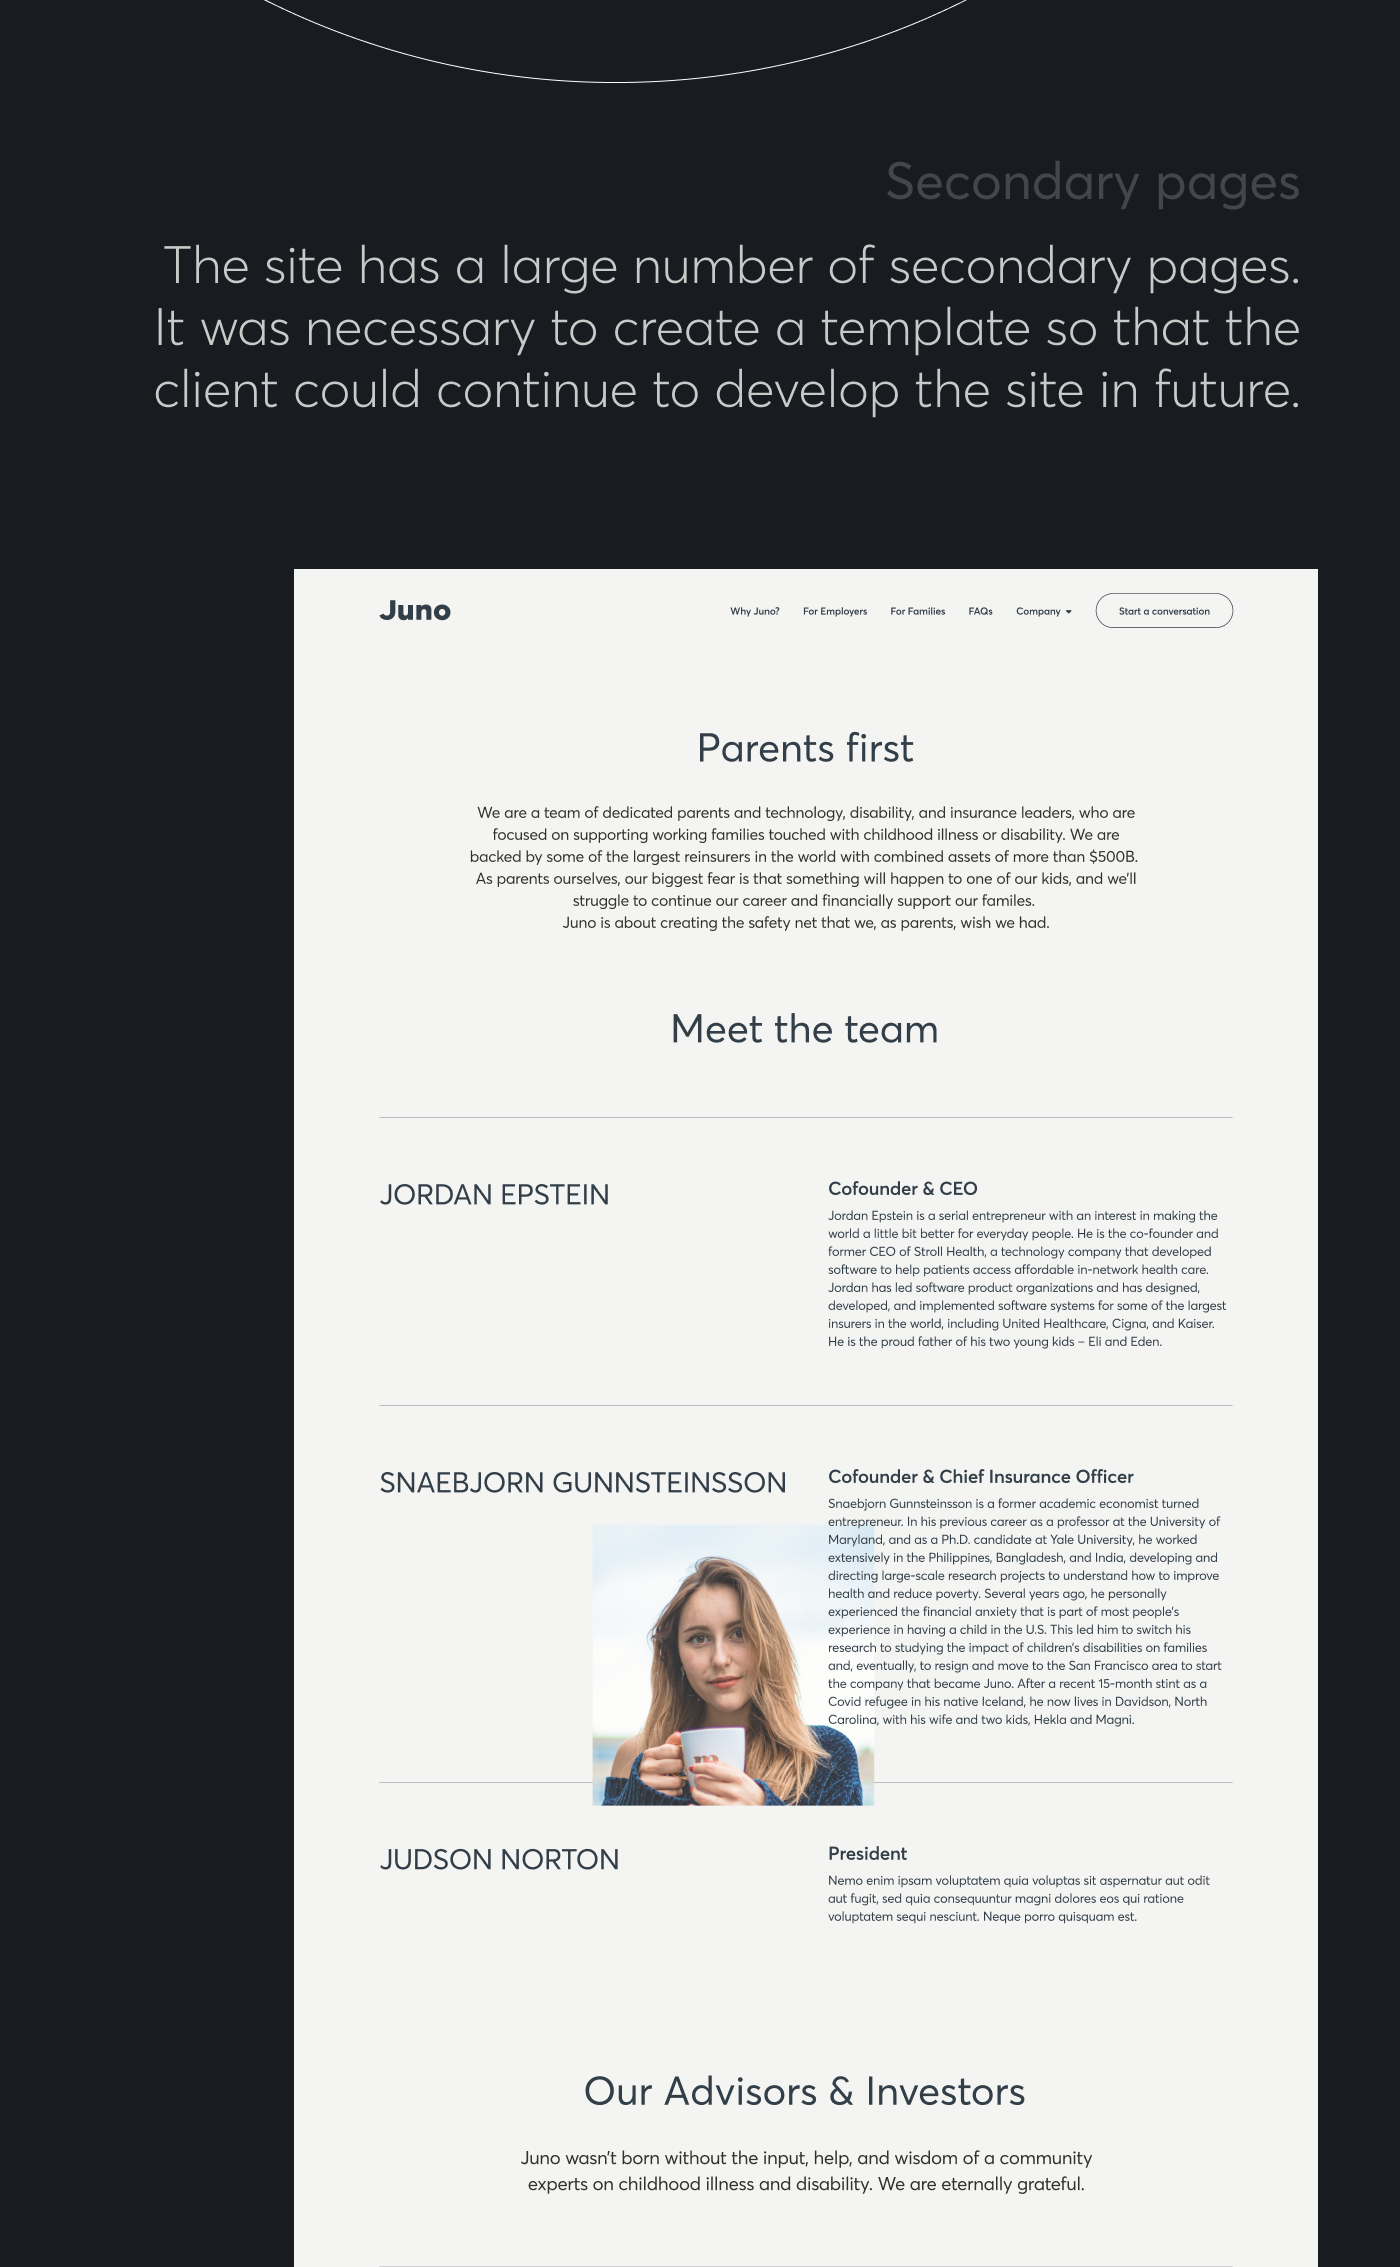 Secondary pages
The site has a large number of secondary pages.
It was necessary to create a template so that the
client could continue to develop the site in future.
Juno
Why Juno? For Employers For Families FAQs Company Start a conversation
Parents first
We are a team of dedicated parents and technology, disability, and insurance leaders, who are
focused on supporting working families touched with childhood illness or disability. We are
backed by some of the largest reinsurers in the world with combined assets of more than $500B.
As parents ourselves, our biggest fear is that something will happen to one of our kids, and we'll
struggle to continue our career and financially support our familes.
Juno is about creating the safety net that we, as parents, wish we had.
Meet the team
JORDAN EPSTEIN
Cofounder & CEO
Jordan Epstein is a serial entrepreneur with an interest in making the
world a little bit better for everyday people. He is the co-founder and
former CEO of Stroll Health, a technology company that developed
software to help patients access affordable in-network health care.
Jordan has led software product organizations and has designed,
developed, and implemented software systems for some of the largest
insurers in the world, including United Healthcare, Cigna, and Kaiser.
He is the proud father of his two young kids – Eli and Eden.
SNAEBJORN GUNNSTEINSSON
Cofounder & Chief Insurance Officer
Snaebjorn Gunnsteinsson is a former academic economist turned
entrepreneur. In his previous career as a professor at the University of
Maryland, and as a Ph.D. candidate at Yale University, he worked
extensively in the Philippines, Bangladesh, and India, developing and
directing large-scale research projects to understand how to improve
health and reduce poverty. Several years ago, he personally
experienced the financial anxiety that is part of most people's
experience in having a child in the U.S. This led him to switch his
research to studying the impact of children's disabilities on families
and, eventually, to resign and move to the San Francisco area to start
the company that became Juno. After a recent 15-month stint as a
Covid refugee in his native Iceland, he now lives in Davidson, North
Carolina, with his wife and two kids, Hekla and Magni.
JUDSON NORTON
President
Nemo enim ipsam voluptatem quia voluptas sit aspernatur aut odit
aut fugit, sed quia consequuntur magni dolores eos qui ratione
voluptatem sequi nesciunt. Neque porro quisquam est.
Our Advisors & Investors
Juno wasn't born without the input, help, and wisdom of a community
experts on childhood illness and disability. We are eternally grateful.